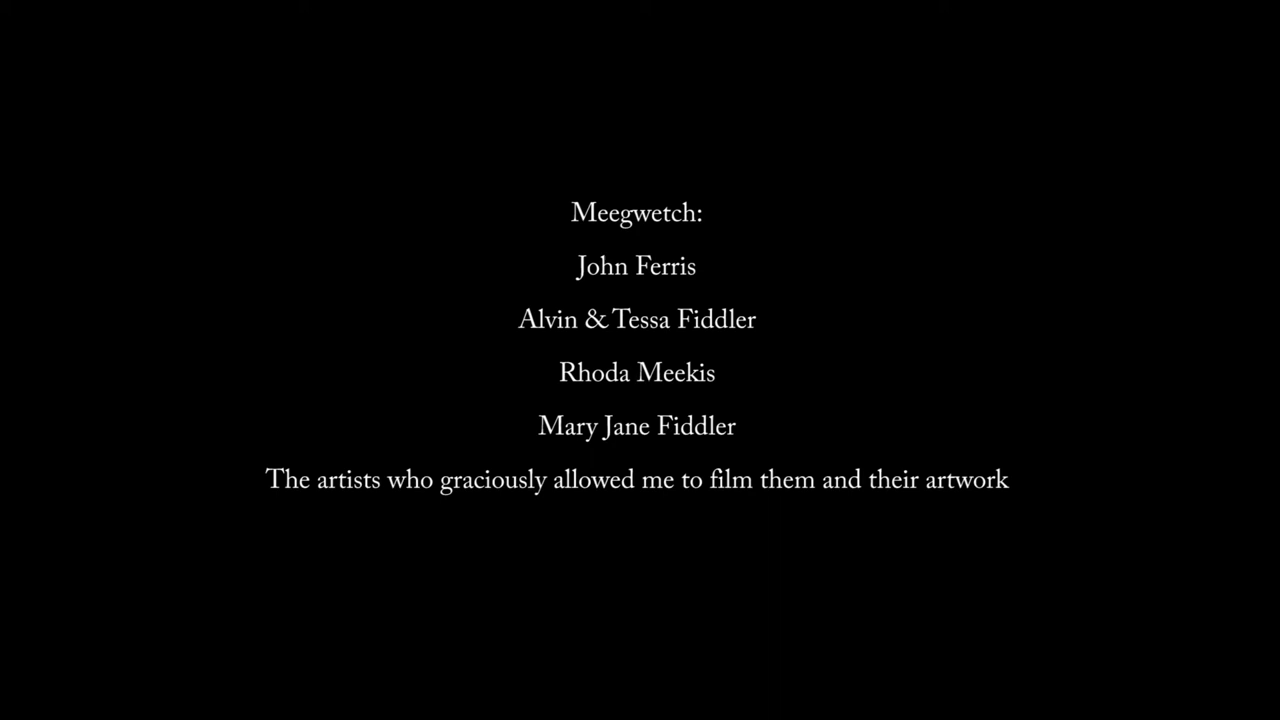 Meegwetch:
John Ferris
Alvin & Tessa Fiddler
Rhoda Meekis
Mary Jane Fiddler
The artists who graciously allowed me to film them and their artwork